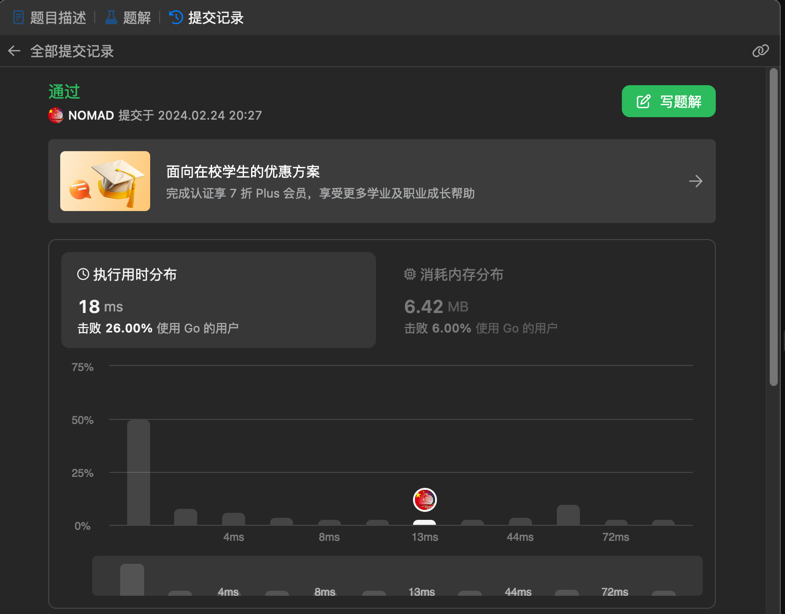 题目描述 题解 提交记录
全部提交记录
通过
NOMAD 提交于 2024.02.24 20:27
写题解
面向在校学生的优惠方案
完成认证享 7 折 Plus 会员，享受更多学业及职业成长帮助
执行用时分布
18 ms
击败 26.00% 使用 Go 的用户
消耗内存分布
6.42 MB
击败 6.00% 使用 Go 的用户
75%
50%
25%
0%
4ms 8ms 13ms 44ms 72ms
4ms 8ms 13ms 44ms 72ms